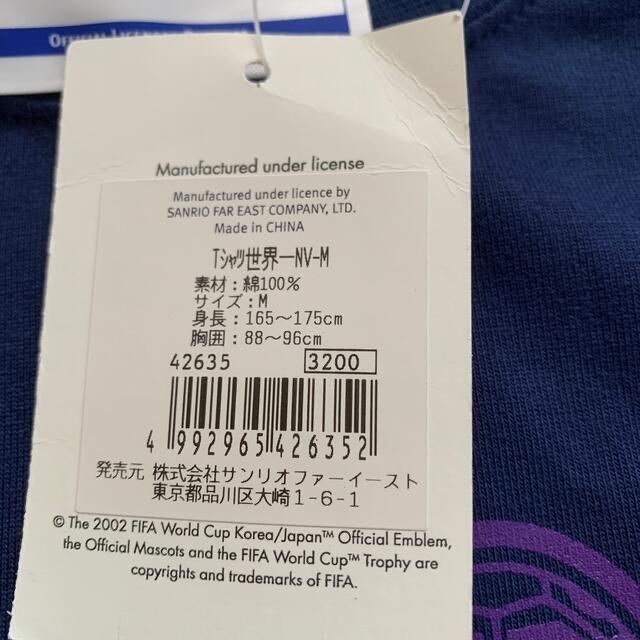 OFFICIAL LICENSED
Manufactured under license
Manufactured under licence by
SANRIO FAR EAST COMPANY, LTD.
Made in CHINA
Tｼｬﾂ世界一NV-M
素材：綿100％
サイズ：M
身長：165～175cm
胸囲：88～96cm
42635 3200
4 992965 426352
発売元 株式会社サンリオファーイースト
東京都品川区大崎1-6-1
© The 2002 FIFA World Cup Korea/Japan™ Official Emblem,
the Official Mascots and the FIFA World Cup™ Trophy are
copyrights and trademarks of FIFA.